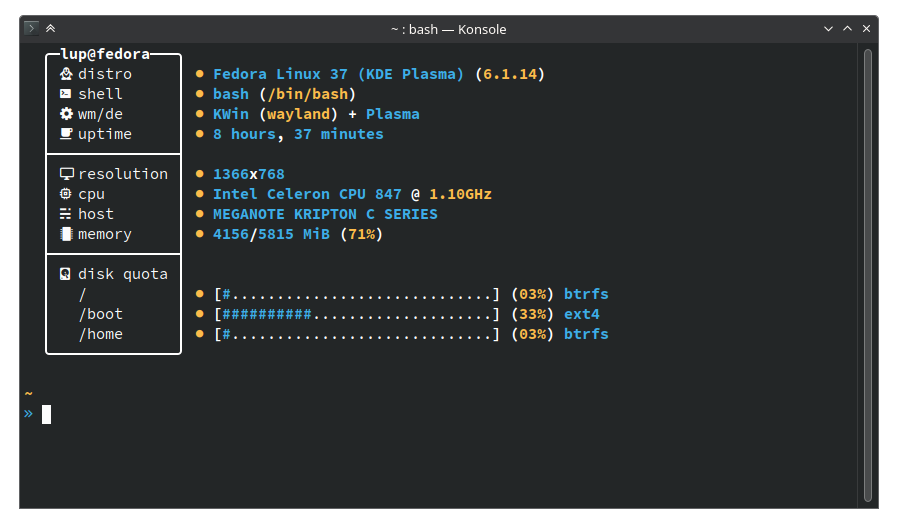 ~ : bash — Konsole
lup@fedora
distro ● Fedora Linux 37 (KDE Plasma) (6.1.14)
shell ● bash (/bin/bash)
wm/de ● KWin (wayland) + Plasma
uptime ● 8 hours, 37 minutes
resolution ● 1366x768
cpu ● Intel Celeron CPU 847 @ 1.10GHz
host ● MEGANOTE KRIPTON C SERIES
memory ● 4156/5815 MiB (71%)
disk quota
/ ● [#.............................] (03%) btrfs
/boot ● [##########....................] (33%) ext4
/home ● [#.............................] (03%) btrfs
~
»